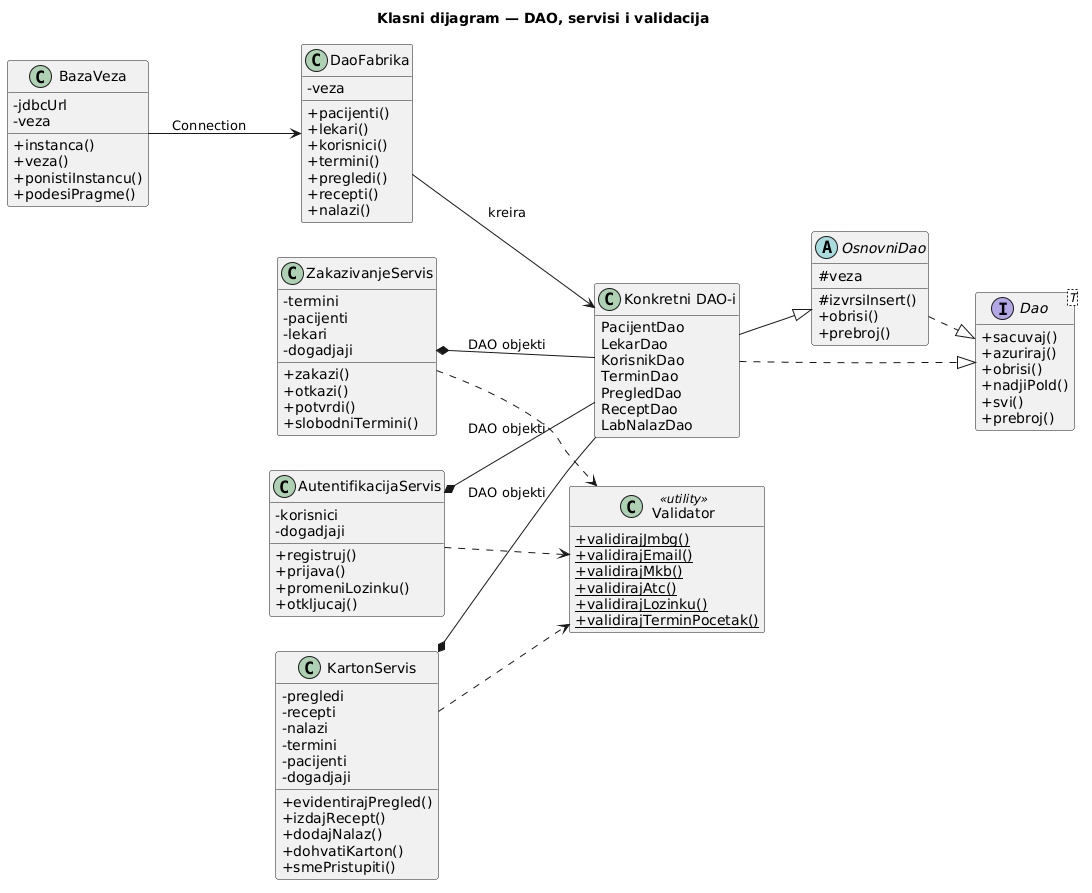 Klasni dijagram — DAO, servisi i validacija
C BazaVeza
-jdbcUrl
-veza
+instanca()
+veza()
+ponistiInstancu()
+podesiPragme()
Connection
C DaoFabrika
-veza
+pacijenti()
+lekari()
+korisnici()
+termini()
+pregledi()
+recepti()
+nalazi()
kreira
C ZakazivanjeServis
-termini
-pacijenti
-lekari
-dogadjaji
+zakazi()
+otkazi()
+potvrdi()
+slobodniTermini()
DAO objekti
C AutentifikacijaServis
-korisnici
-dogadjaji
+registruj()
+prijava()
+promeniLozinku()
+otkljucaj()
DAO objekti
C KartonServis
-pregledi
-recepti
-nalazi
-termini
-pacijenti
-dogadjaji
+evidentirajPregled()
+izdajRecept()
+dodajNalaz()
+dohvatiKarton()
+smePristupiti()
DAO objekti
C Konkretni DAO-i
PacijentDao
LekarDao
KorisnikDao
TerminDao
PregledDao
ReceptDao
LabNalazDao
C «utility»
Validator
+validirajJmbg()
+validirajEmail()
+validirajMkb()
+validirajAtc()
+validirajLozinku()
+validirajTerminPocetak()
A OsnovniDao
#veza
#izvrsiInsert()
+obrisi()
+prebroj()
I Dao
T
+sacuvaj()
+azuriraj()
+obrisi()
+nadjiPoId()
+svi()
+prebroj()